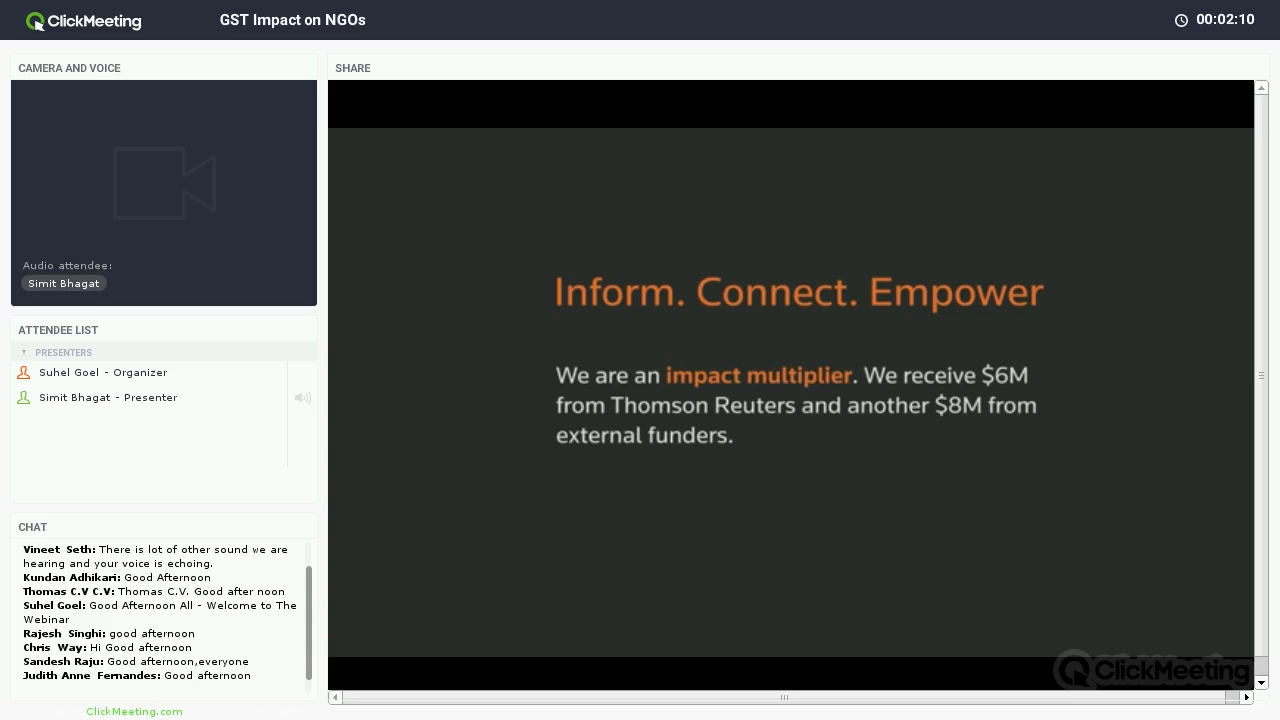 ClickMeeting
GST Impact on NGOs
00:02:10
CAMERA AND VOICE
Audio attendee:
Simit Bhagat
ATTENDEE LIST
PRESENTERS
Suhel Goel - Organizer
Simit Bhagat - Presenter
CHAT
Vineet Seth: There is lot of other sound we are
hearing and your voice is echoing.
Kundan Adhikari: Good Afternoon
Thomas C.V C.V: Thomas C.V. Good after noon
Suhel Goel: Good Afternoon All - Welcome to The
Webinar
Rajesh Singhi: good afternoon
Chris Way: Hi Good afternoon
Sandesh Raju: Good afternoon,everyone
Judith Anne Fernandes: Good afternoon
ClickMeeting.com
SHARE
Inform. Connect. Empower
We are an impact multiplier. We receive $6M
from Thomson Reuters and another $8M from
external funders.
ClickMeeting